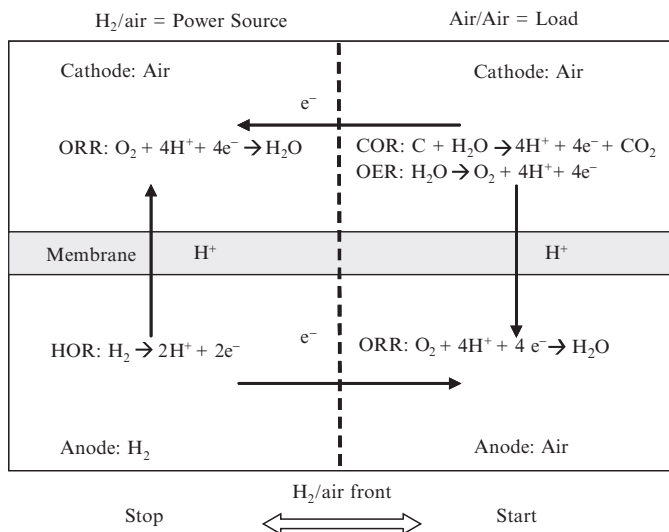 H₂/air = Power Source Air/Air = Load
Cathode: Air Cathode: Air
e⁻
ORR: O₂ + 4H⁺ + 4e⁻ → H₂O COR: C + H₂O → 4H⁺ + 4e⁻ + CO₂
OER: H₂O → O₂ + 4H⁺ + 4e⁻
Membrane H⁺ H⁺
HOR: H₂ → 2H⁺ + 2e⁻ e⁻ ORR: O₂ + 4H⁺ + 4 e⁻ → H₂O
Anode: H₂ Anode: Air
H₂/air front
Stop Start